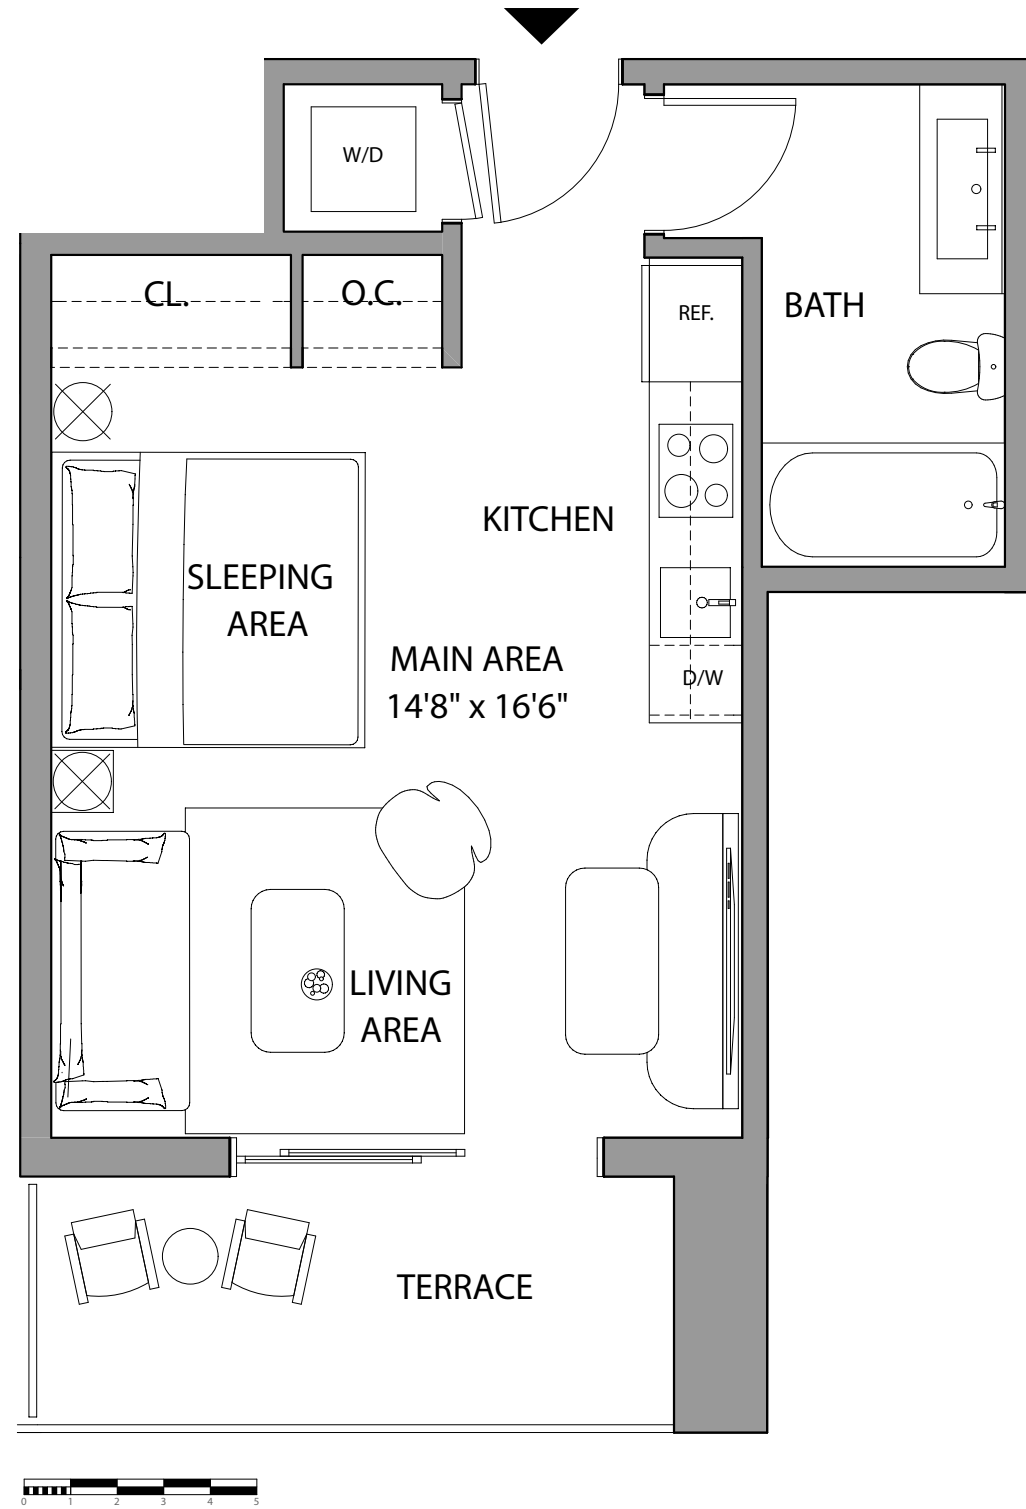 W/D
CL.
O.C.
REF.
BATH
KITCHEN
SLEEPING
AREA
MAIN AREA
14'8" x 16'6"
D/W
LIVING
AREA
TERRACE
0 1 2 3 4 5